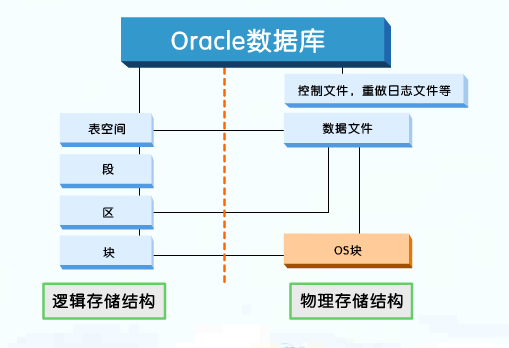 Oracle数据库
控制文件，重做日志文件等
表空间
数据文件
段
区
块
OS块
逻辑存储结构
物理存储结构